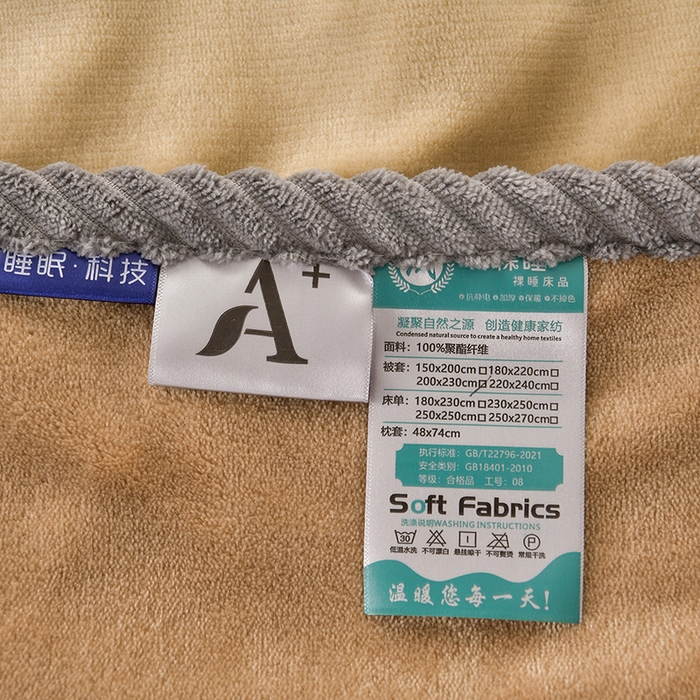 睡眠·科技
A+
裸睡
裸睡床品
抗静电 加厚 保暖 不掉色
凝聚自然之源 创造健康家纺
Condensed natural source to create a healthy home textiles
面料：100%聚酯纤维
被套：150x200cm□180x220cm□
200x230cm□220x240cm□
床单：180x230cm□230x250cm□
250x250cm□250x270cm□
枕套：48x74cm
执行标准：GB/T22796-2021
安全类别：GB18401-2010
等级：合格品 工号：08
Soft Fabrics
洗涤说明WASHING INSTRUCTIONS
30
P
低温水洗 不可漂白 悬挂晾干 不可熨烫 常规干洗
温暖您每一天!